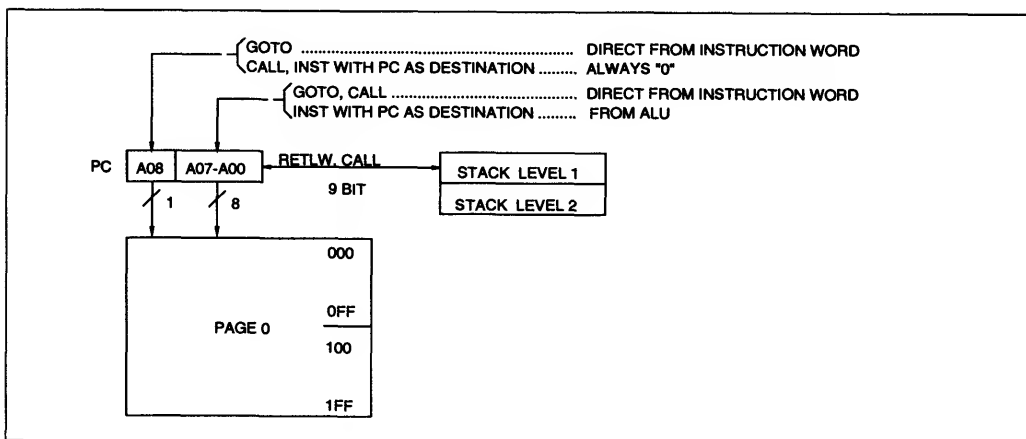 GOTO ............................................................ DIRECT FROM INSTRUCTION WORD
CALL, INST WITH PC AS DESTINATION ......... ALWAYS "0"
GOTO, CALL ......................................... DIRECT FROM INSTRUCTION WORD
INST WITH PC AS DESTINATION ......... FROM ALU
PC A08 A07-A00 RETLW, CALL STACK LEVEL 1
9 BIT STACK LEVEL 2
1 8
000
0FF
PAGE 0
100
1FF